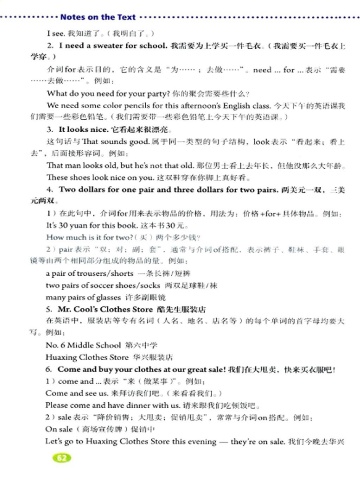 Notes on the Text
I see. 我知道了。(我明白了。)
2. I need a sweater for school. 我需要为上学买一件毛衣。(我需要买一件毛衣上
学穿。)
介词for表示目的，它的含义是“为……；去做……”。need ... for ... 表示“需要
……去做……”。例如：
What do you need for your party? 你的聚会需要些什么？
We need some color pencils for this afternoon's English class. 今天下午的英语课我
们需要一些彩色铅笔。(我们需要带一些彩色铅笔上今天下午的英语课。)
3. It looks nice. 它看起来很漂亮。
这句话与That sounds good.属于同一类型的句子结构，look表示“看起来；看上
去”，后面接形容词。例如：
That man looks old, but he's not that old. 那位男士看上去年长，但他没那么大年龄。
These shoes look nice on you. 这双鞋穿在你脚上真好看。
4. Two dollars for one pair and three dollars for two pairs. 两美元一双，三美
元两双。
1）在此句中，介词for用来表示物品的价格，用法为：价格+for+具体物品。例如：
It's 30 yuan for this book. 这本书30元。
How much is it for two?(买)两个多少钱？
2）pair表示“双；对；副；套”，通常与介词of搭配，表示裤子、鞋袜、手套、眼
镜等由两个相同部分组成的物品的量。例如：
a pair of trousers/shorts 一条长裤/短裤
two pairs of soccer shoes/socks 两双足球鞋/袜
many pairs of glasses 许多副眼镜
5. Mr. Cool's Clothes Store 酷先生服装店
在英语中，服装店等专有名词(人名、地名、店名等)的每个单词的首字母均要大
写。例如：
No. 6 Middle School 第六中学
Huaxing Clothes Store 华兴服装店
6. Come and buy your clothes at our great sale! 我们在大甩卖，快来买衣服吧！
1）come and ... 表示“来(做某事)”。例如：
Come and see us. 来拜访我们吧。(来看看我们。)
Please come and have dinner with us. 请来跟我们吃顿饭吧。
2）sale表示“降价销售；大甩卖；促销甩卖”，常常与介词on搭配。例如：
On sale (商场宣传牌)促销中
Let's go to Huaxing Clothes Store this evening — they're on sale. 我们今晚去华兴
62